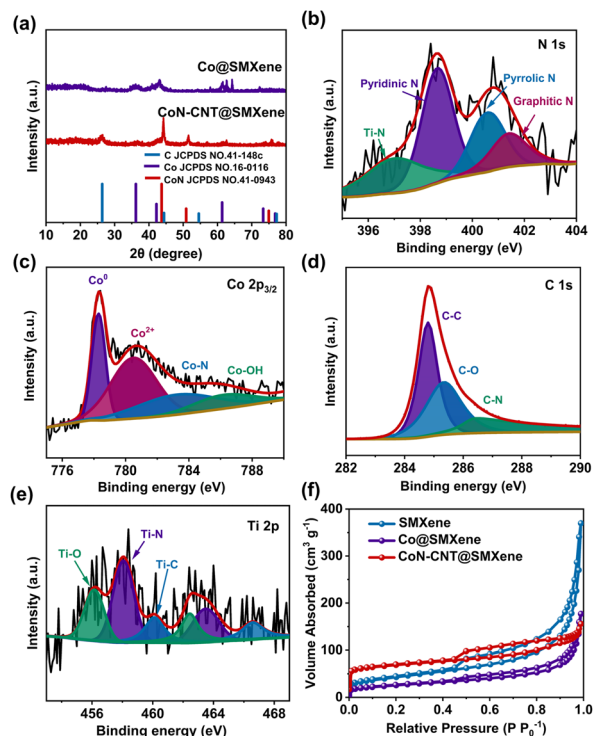 (a)
Co@SMXene
CoN-CNT@SMXene
C JCPDS NO.41-148c
Co JCPDS NO.16-0116
CoN JCPDS NO.41-0943
Intensity (a.u.)
10 20 30 40 50 60 70 80
2θ (degree)
(b)
N 1s
Pyridinic N
Pyrrolic N
Graphitic N
Ti-N
Intensity (a.u.)
396 398 400 402 404
Binding energy (eV)
(c)
Co 2p3/2
Co0
Co2+
Co-N
Co-OH
Intensity (a.u.)
776 780 784 788
Binding energy (eV)
(d)
C 1s
C-C
C-O
C-N
Intensity (a.u.)
282 284 286 288 290
Binding energy (eV)
(e)
Ti 2p
Ti-N
Ti-O
Ti-C
Intensity (a.u.)
456 460 464 468
Binding energy (eV)
(f)
SMXene
Co@SMXene
CoN-CNT@SMXene
Volume Absorbed (cm3 g-1)
400
300
200
100
0
0.0 0.2 0.4 0.6 0.8 1.0
Relative Pressure (P P0-1)